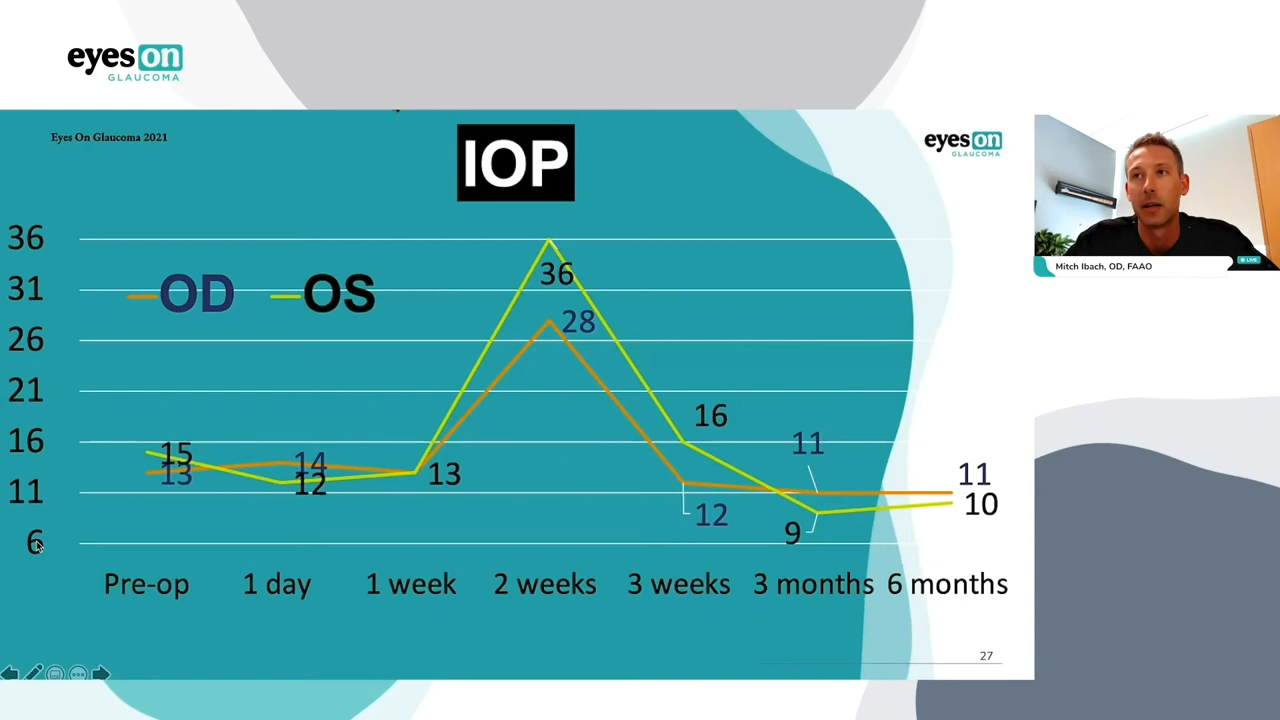 eyes on
GLAUCOMA
Eyes On Glaucoma 2021
eyes on
GLAUCOMA
IOP
36
31
26
21
16
11
6
OD OS
15
13
14
12
13
36
28
16
12
11
9
11
10
Pre-op 1 day 1 week 2 weeks 3 weeks 3 months 6 months
27
Mitch Ibach, OD, FAAO
LIVE